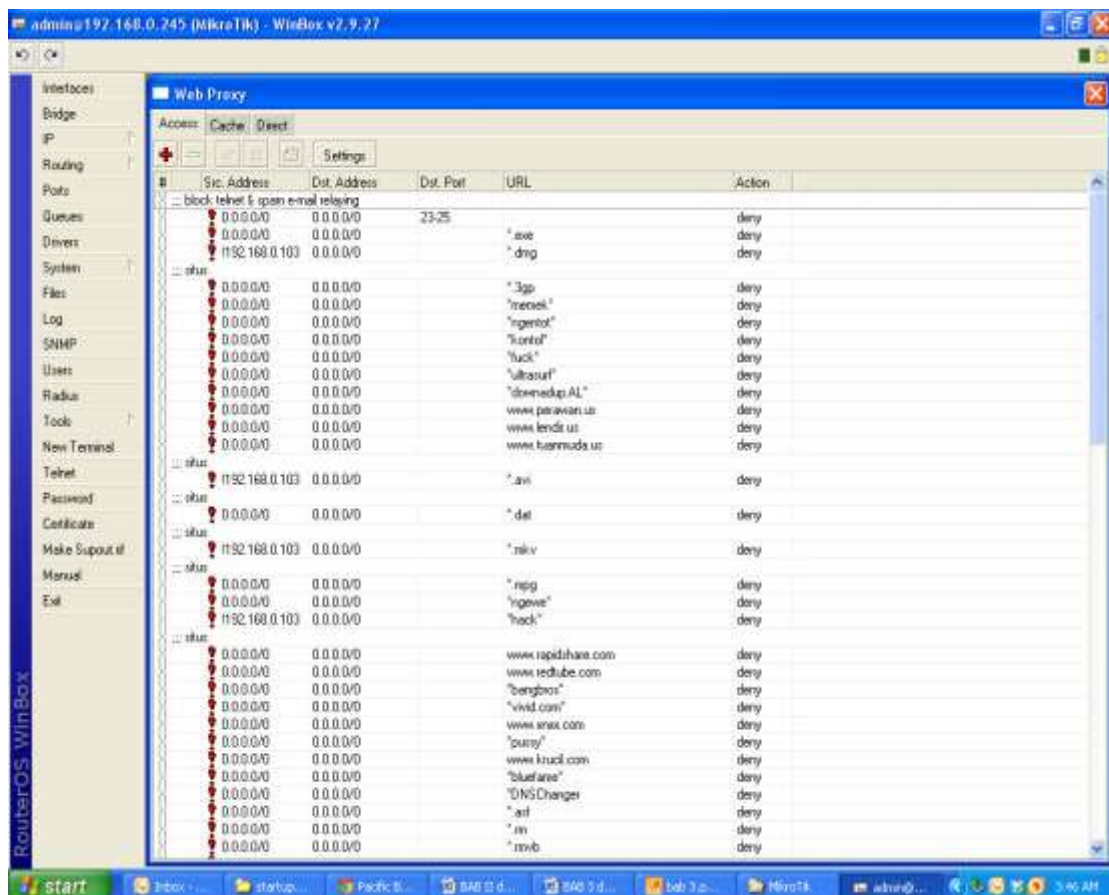 admin@192.168.0.245 (MikroTik) - WinBox v2.9.27
Interfaces
Bridge
IP
Routing
Ports
Queues
Drivers
System
Files
Log
SNMP
Users
Radius
Tools
New Terminal
Telnet
Password
Certificate
Make Supout.rif
Manual
Exit
RouterOS WinBox
Web Proxy
Access Cache Direct
Settings
# Src. Address Dst. Address Dst. Port URL Action
::: block telnet & spam e-mail relaying
0.0.0.0/0 0.0.0.0/0 23-25 deny
0.0.0.0/0 0.0.0.0/0 *.exe deny
!192.168.0.103 0.0.0.0/0 *.dmg deny
::: situs
0.0.0.0/0 0.0.0.0/0 *.3gp deny
0.0.0.0/0 0.0.0.0/0 *memek* deny
0.0.0.0/0 0.0.0.0/0 *ngentot* deny
0.0.0.0/0 0.0.0.0/0 *kontol* deny
0.0.0.0/0 0.0.0.0/0 *fuck* deny
0.0.0.0/0 0.0.0.0/0 *ultrasurf* deny
0.0.0.0/0 0.0.0.0/0 *downadup.AL* deny
0.0.0.0/0 0.0.0.0/0 www.perawan.us deny
0.0.0.0/0 0.0.0.0/0 www.lendir.us deny
0.0.0.0/0 0.0.0.0/0 www.tuanmuda.us deny
::: situs
!192.168.0.103 0.0.0.0/0 *.avi deny
::: situs
0.0.0.0/0 0.0.0.0/0 *.dat deny
::: situs
!192.168.0.103 0.0.0.0/0 *.mkv deny
::: situs
0.0.0.0/0 0.0.0.0/0 *.mpg deny
0.0.0.0/0 0.0.0.0/0 *ngewe* deny
!192.168.0.103 0.0.0.0/0 *hack* deny
::: situs
0.0.0.0/0 0.0.0.0/0 www.rapidshare.com deny
0.0.0.0/0 0.0.0.0/0 www.redtube.com deny
0.0.0.0/0 0.0.0.0/0 *bangbros* deny
0.0.0.0/0 0.0.0.0/0 *vivid.com* deny
0.0.0.0/0 0.0.0.0/0 deny
0.0.0.0/0 0.0.0.0/0 *pussy* deny
0.0.0.0/0 0.0.0.0/0 www.krucil.com deny
0.0.0.0/0 0.0.0.0/0 *bluefame* deny
0.0.0.0/0 0.0.0.0/0 *DNSChanger deny
0.0.0.0/0 0.0.0.0/0 *.asf deny
0.0.0.0/0 0.0.0.0/0 *.rm deny
0.0.0.0/0 0.0.0.0/0 *.rmvb deny
start Inbox - ... startup... Pacific B... BAB II d... BAB 3 d... bab 3.p... MikroTik admin@... 3:46 AM